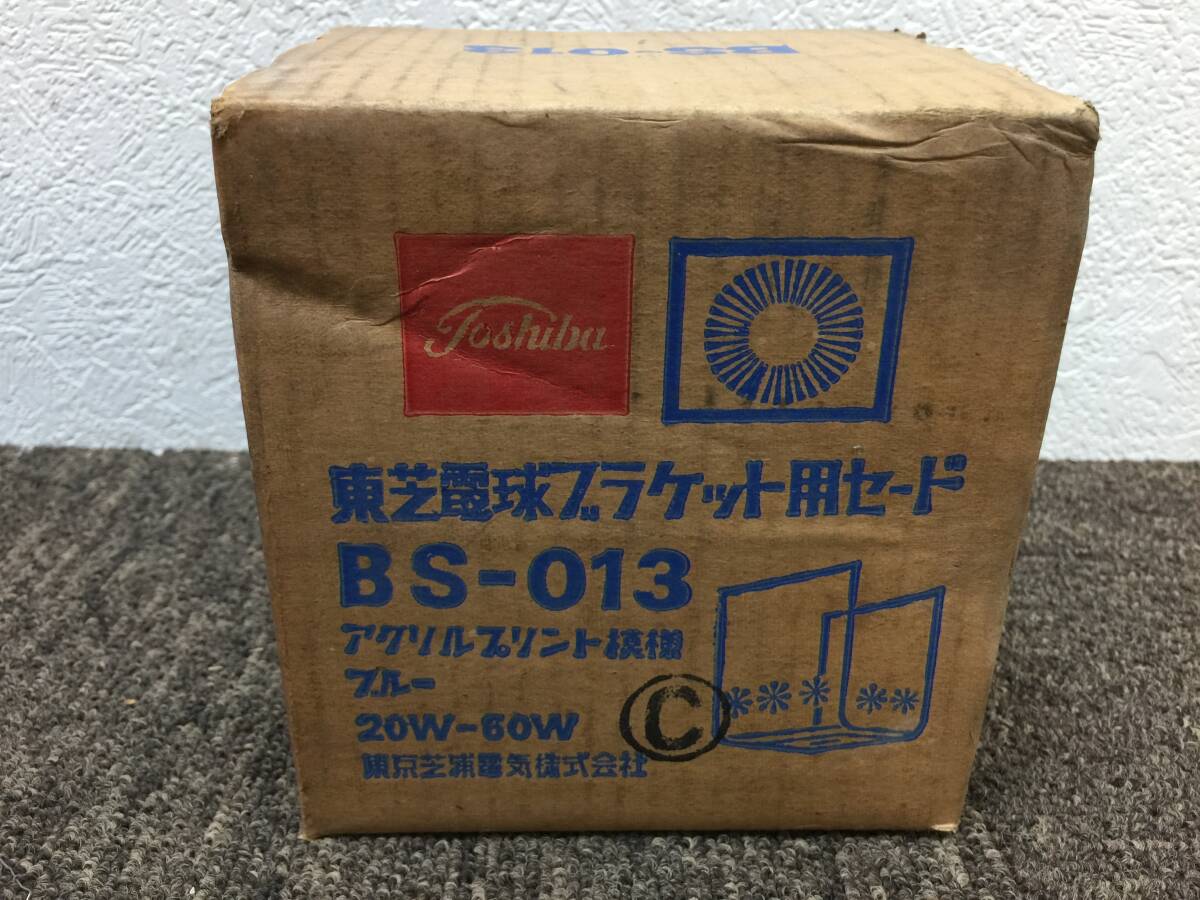 BS-013
Toshiba
東芝電球ブラケット用セード
BS-013
アクリルプリント模様
ブルー
20W-60W
C
東京芝浦電気株式会社